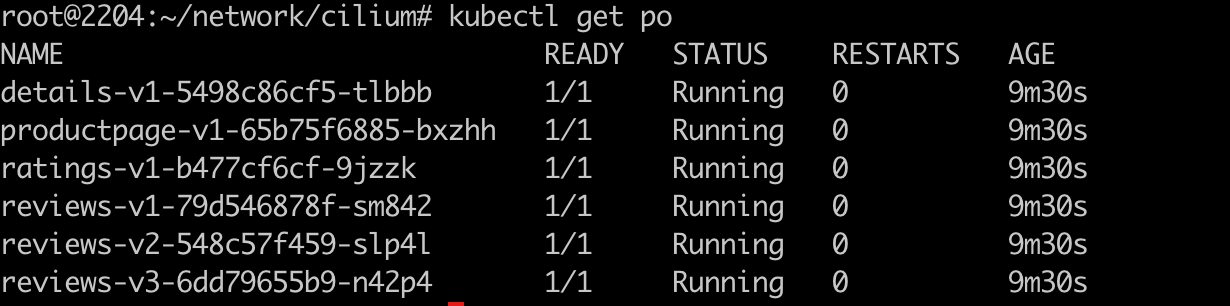 root@2204:~/network/cilium# kubectl get po
NAME READY STATUS RESTARTS AGE
details-v1-5498c86cf5-tlbbb 1/1 Running 0 9m30s
productpage-v1-65b75f6885-bxzhh 1/1 Running 0 9m30s
ratings-v1-b477cf6cf-9jzzk 1/1 Running 0 9m30s
reviews-v1-79d546878f-sm842 1/1 Running 0 9m30s
reviews-v2-548c57f459-slp4l 1/1 Running 0 9m30s
reviews-v3-6dd79655b9-n42p4 1/1 Running 0 9m30s